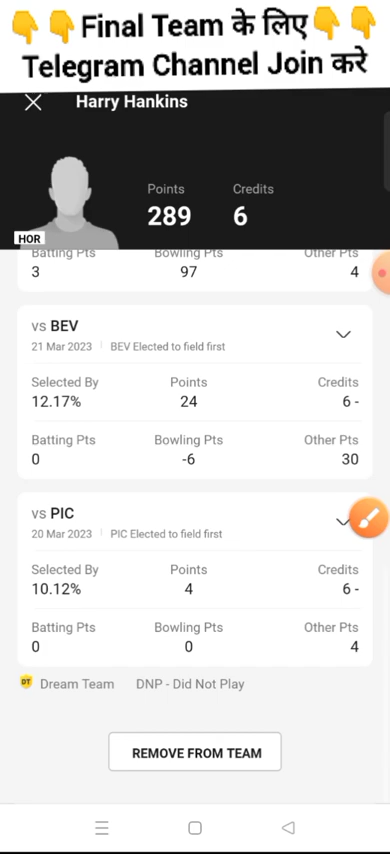 👇👇Final Team के लिए👇👇
Telegram Channel Join करे
Harry Hankins
Points Credits
289 6
HOR
Batting Pts Bowling Pts Other Pts
3 97 4
vs BEV
21 Mar 2023 | BEV Elected to field first
Selected By Points Credits
12.17% 24 6 -
Batting Pts Bowling Pts Other Pts
0 -6 30
vs PIC
20 Mar 2023 | PIC Elected to field first
Selected By Points Credits
10.12% 4 6 -
Batting Pts Bowling Pts Other Pts
0 0 4
DT Dream Team DNP - Did Not Play
REMOVE FROM TEAM